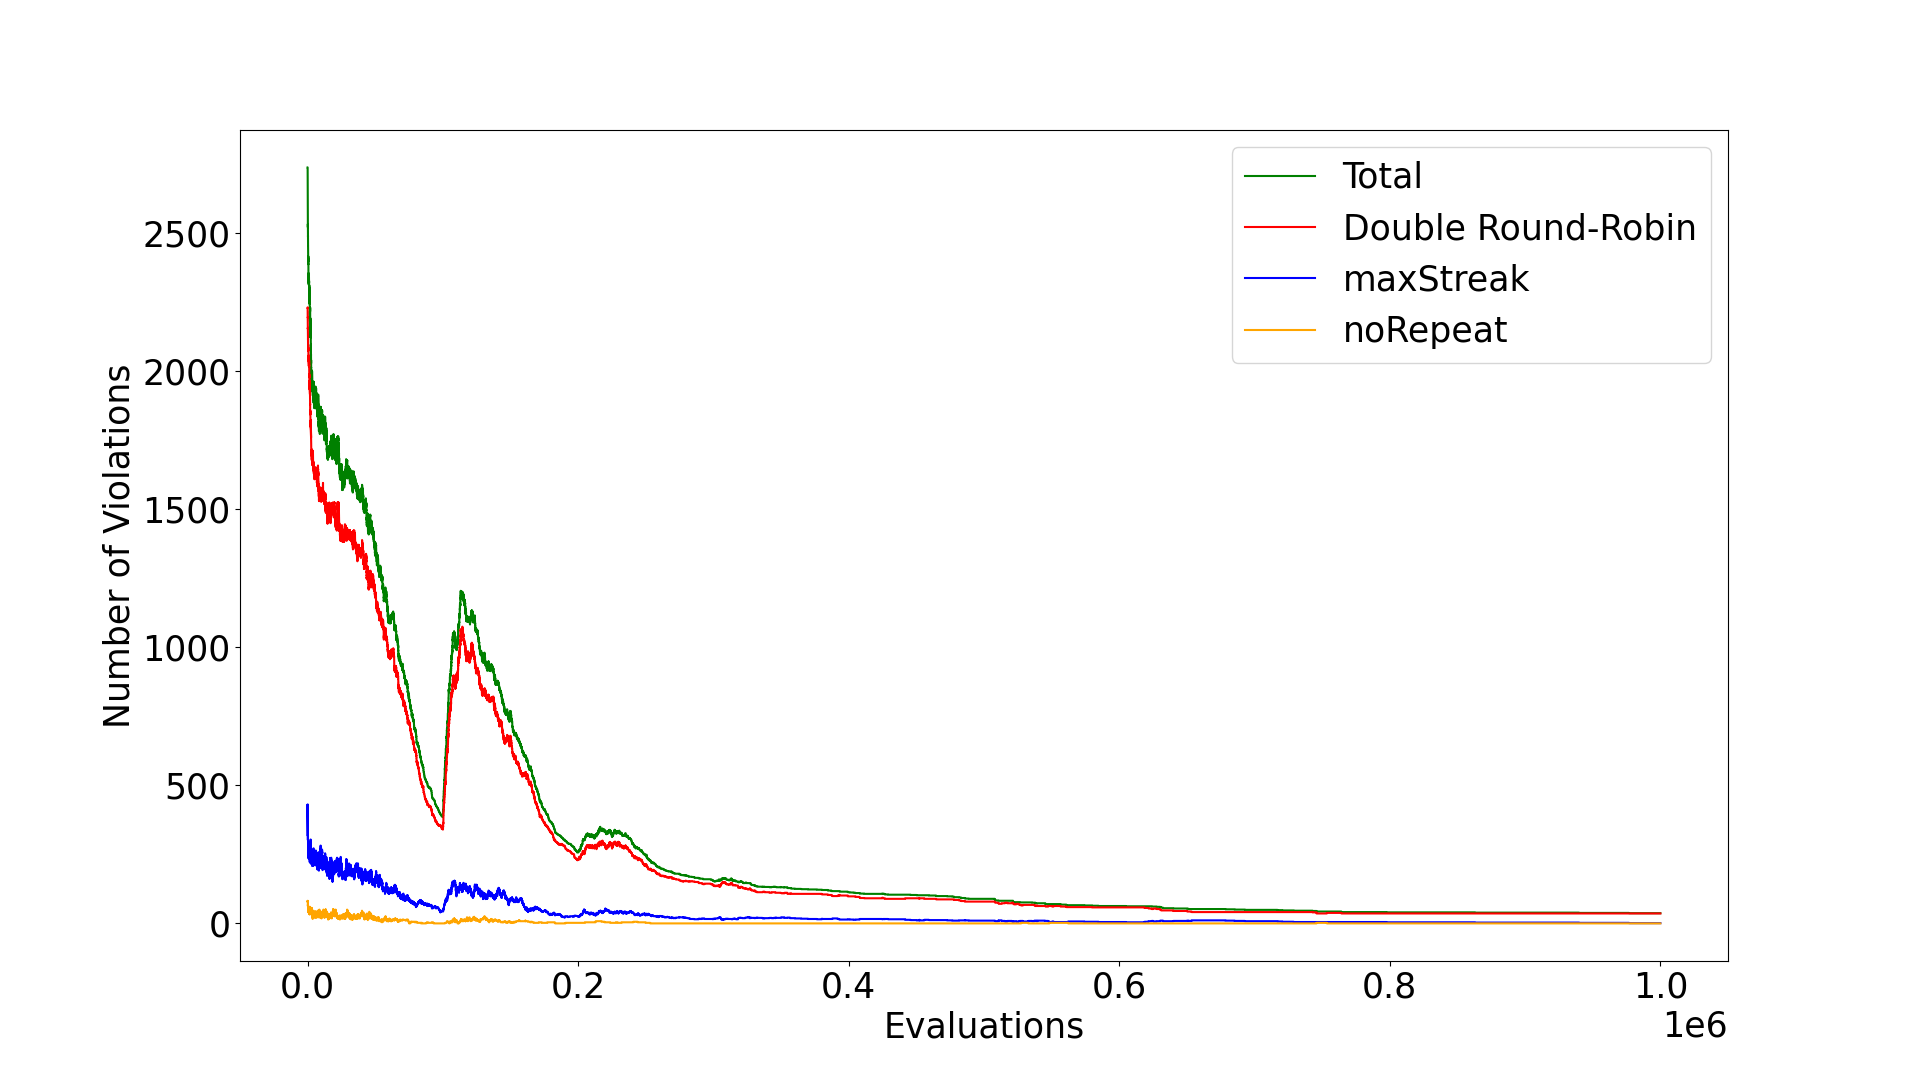 Total
Double Round-Robin
maxStreak
noRepeat
Number of Violations
2500
2000
1500
1000
500
0
0.0 0.2 0.4 0.6 0.8 1.0
Evaluations
1e6